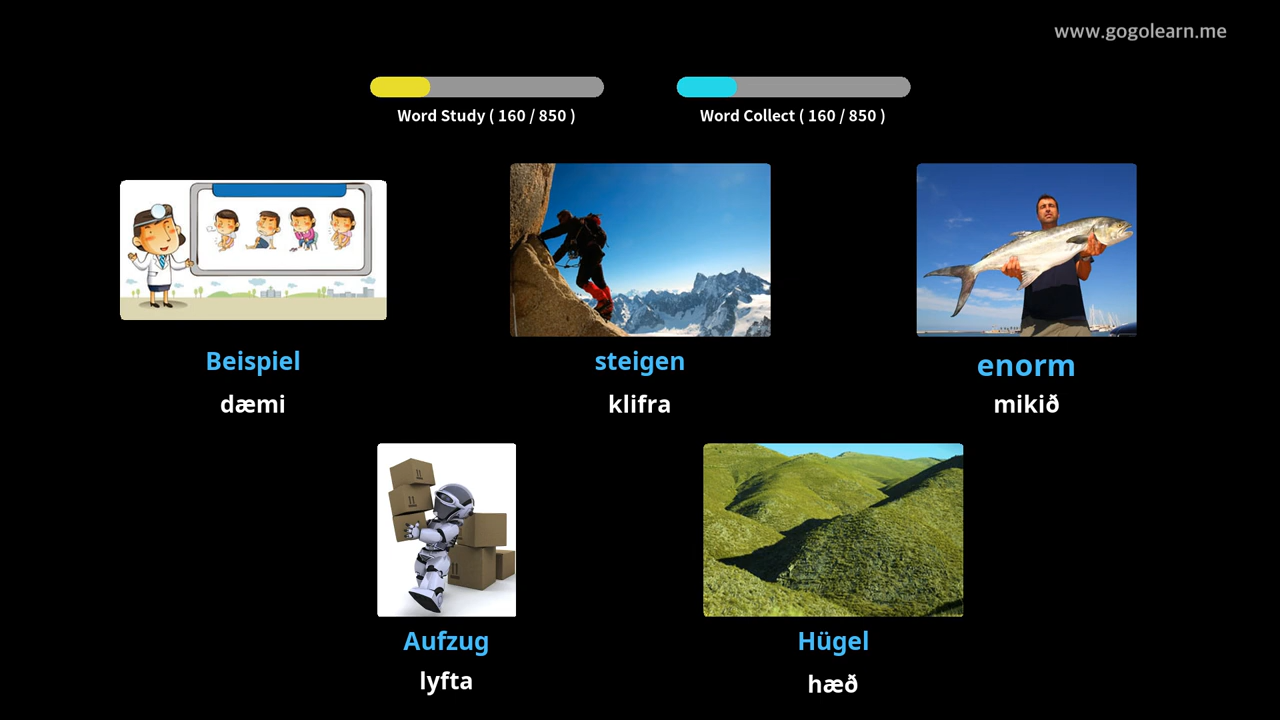 www.gogolearn.me
Word Study ( 160 / 850 )
Word Collect ( 160 / 850 )
Beispiel
dæmi
steigen
klifra
enorm
mikið
Aufzug
lyfta
Hügel
hæð